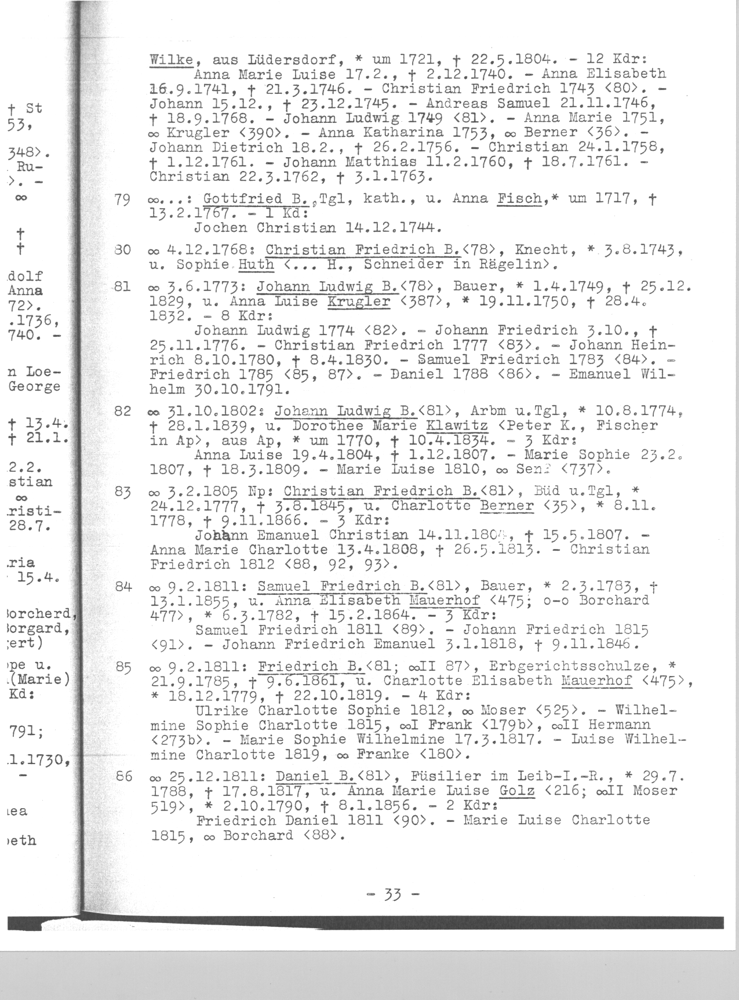 † St
53,
348>.
Ru-
>. -
∞
†
†
dolf
Anna
72>.
.1736,
740. -
n Loe-
George
† 13.4.
† 21.1.
2.2.
stian
∞
risti-
28.7.
ria
15.4.
orcherd,
orgard,
ert)
pe u.
(Marie)
Kd:
791;
1.1730,
-
ea
eth
Wilke, aus Lüdersdorf, * um 1721, † 22.5.1804. - 12 Kdr:
Anna Marie Luise 17.2., † 2.12.1740. - Anna Elisabeth
16.9.1741, † 21.3.1746. - Christian Friedrich 1743 <80>. -
Johann 15.12., † 23.12.1745. - Andreas Samuel 21.11.1746,
† 18.9.1768. - Johann Ludwig 1749 <81>. - Anna Marie 1751,
∞ Krugler <390>. - Anna Katharina 1753, ∞ Berner <36>. -
Johann Dietrich 18.2., † 26.2.1756. - Christian 24.1.1758,
† 1.12.1761. - Johann Matthias 11.2.1760, † 18.7.1761. -
Christian 22.3.1762, † 3.1.1763.
79 ∞...: Gottfried B.,Tgl, kath., u. Anna Fisch,* um 1717, †
13.2.1767. - 1 Kd:
Jochen Christian 14.12.1744.
80 ∞ 4.12.1768: Christian Friedrich B.<78>, Knecht, * 3.8.1743,
u. Sophie Huth <... H., Schneider in Rägelin>.
81 ∞ 3.6.1773: Johann Ludwig B.<78>, Bauer, * 1.4.1749, † 25.12.
1829, u. Anna Luise Krugler <387>, * 19.11.1750, † 28.4.
1832. - 8 Kdr:
Johann Ludwig 1774 <82>. - Johann Friedrich 3.10., †
25.11.1776. - Christian Friedrich 1777 <83>. - Johann Hein-
rich 8.10.1780, † 8.4.1830. - Samuel Friedrich 1783 <84>. -
Friedrich 1785 <85, 87>. - Daniel 1788 <86>. - Emanuel Wil-
helm 30.10.1791.
82 ∞ 31.10.1802: Johann Ludwig B.<81>, Arbm u.Tgl, * 10.8.1774,
† 28.1.1839, u. Dorothee Marie Klawitz <Peter K., Fischer
in Ap>, aus Ap, * um 1770, † 10.4.1834. - 3 Kdr:
Anna Luise 19.4.1804, † 1.12.1807. - Marie Sophie 23.2.
1807, † 18.3.1809. - Marie Luise 1810, ∞ <737>.
83 ∞ 3.2.1805 Np: Christian Friedrich B.<81>, Büd u.Tgl, *
24.12.1777, † 3.8.1845, u. Charlotte Berner <35>, * 8.11.
1778, † 9.11.1866. - 3 Kdr:
Johann Emanuel Christian † 15.5.1807. -
Anna Marie Charlotte 13.4.1808, † 26.5.1813. - Christian
Friedrich 1812 <88, 92, 93>.
84 ∞ 9.2.1811: Samuel Friedrich B.<81>, Bauer, * 2.3.1783, †
13.1.1855, u. Anna Elisabeth Mauerhof <475; o-o Borchard
477>, * 6.3.1782, † 15.2.1864. - 3 Kdr:
Samuel Friedrich 1811 <89>. - Johann Friedrich 1815
<91>. - Johann Friedrich Emanuel 3.1.1818, † 9.11.1846.
85 ∞ 9.2.1811: Friedrich B.<81; ∞II 87>, Erbgerichtsschulze, *
21.9.1785, † 9.6.1861, u. Charlotte Elisabeth Mauerhof <475>,
* 18.12.1779, † 22.10.1819. - 4 Kdr:
Ulrike Charlotte Sophie 1812, ∞ Moser <525>. - Wilhel-
mine Sophie Charlotte 1815, ∞I Frank <179b>, ∞II Hermann
<273b>. - Marie Sophie Wilhelmine 17.3.1817. - Luise Wilhel-
mine Charlotte 1819, ∞ Franke <180>.
86 ∞ 25.12.1811: Daniel B.<81>, Füsilier im Leib-I.-R., * 29.7.
1788, † 17.8.1817, u. Anna Marie Luise Golz <216; ∞II Moser
519>, * 2.10.1790, † 8.1.1856. - 2 Kdr:
Friedrich Daniel 1811 <90>. - Marie Luise Charlotte
1815, ∞ Borchard <88>.
- 33 -